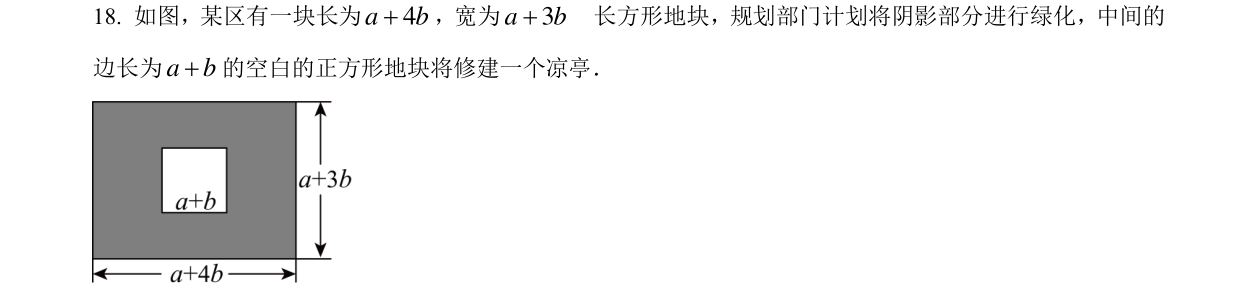 18. 如图，某区有一块长为a+4b，宽为a+3b 长方形地块，规划部门计划将阴影部分进行绿化，中间的
边长为a+b的空白的正方形地块将修建一个凉亭．
a+3b
a+b
a+4b